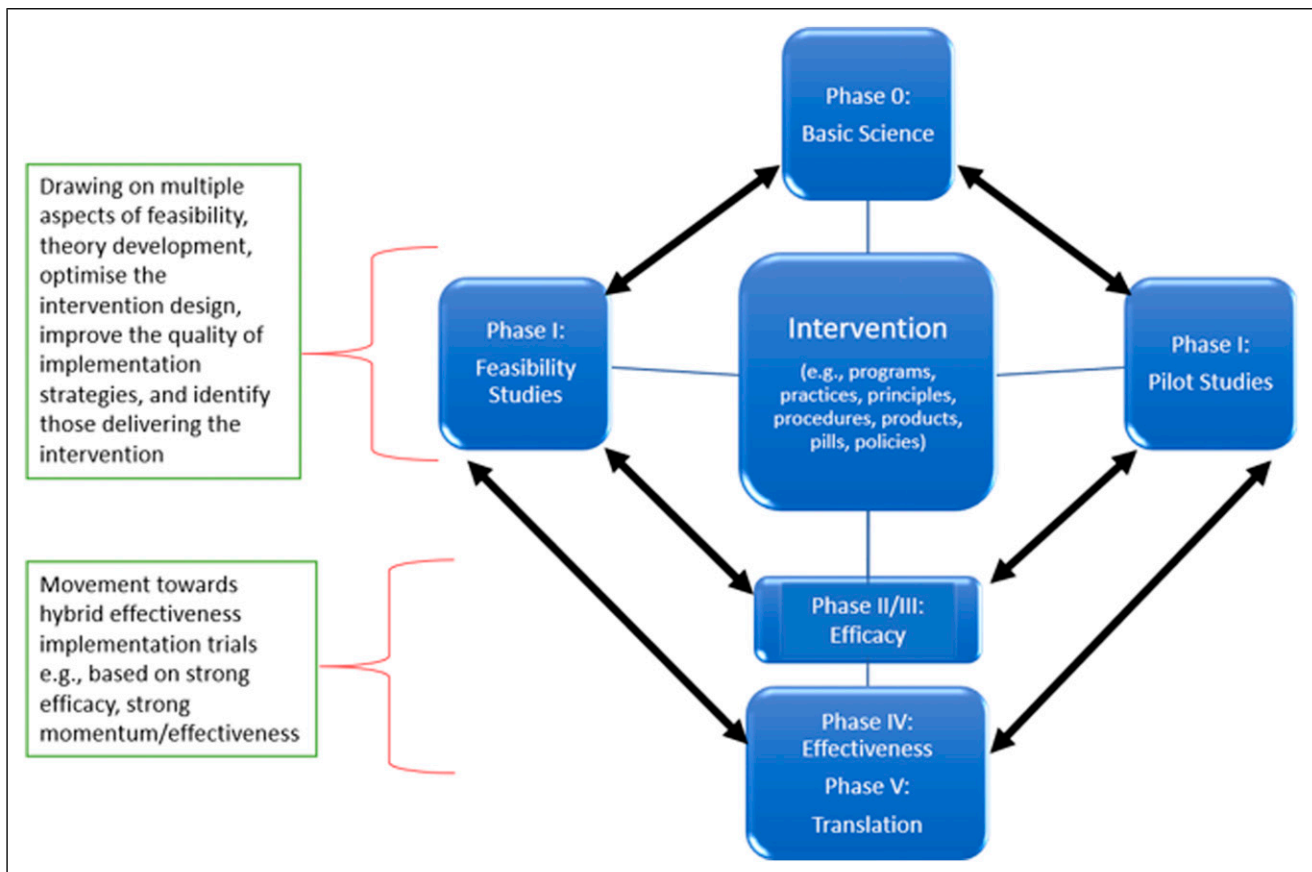 Phase 0:
Basic Science
Drawing on multiple
aspects of feasibility,
theory development,
optimise the
intervention design,
improve the quality of
implementation
strategies, and identify
those delivering the
intervention
Phase I:
Feasibility
Studies
Intervention
(e.g., programs,
practices, principles,
procedures, products,
pills, policies)
Phase I:
Pilot Studies
Movement towards
hybrid effectiveness
implementation trials
e.g., based on strong
efficacy, strong
momentum/effectiveness
Phase II/III:
Efficacy
Phase IV:
Effectiveness
Phase V:
Translation